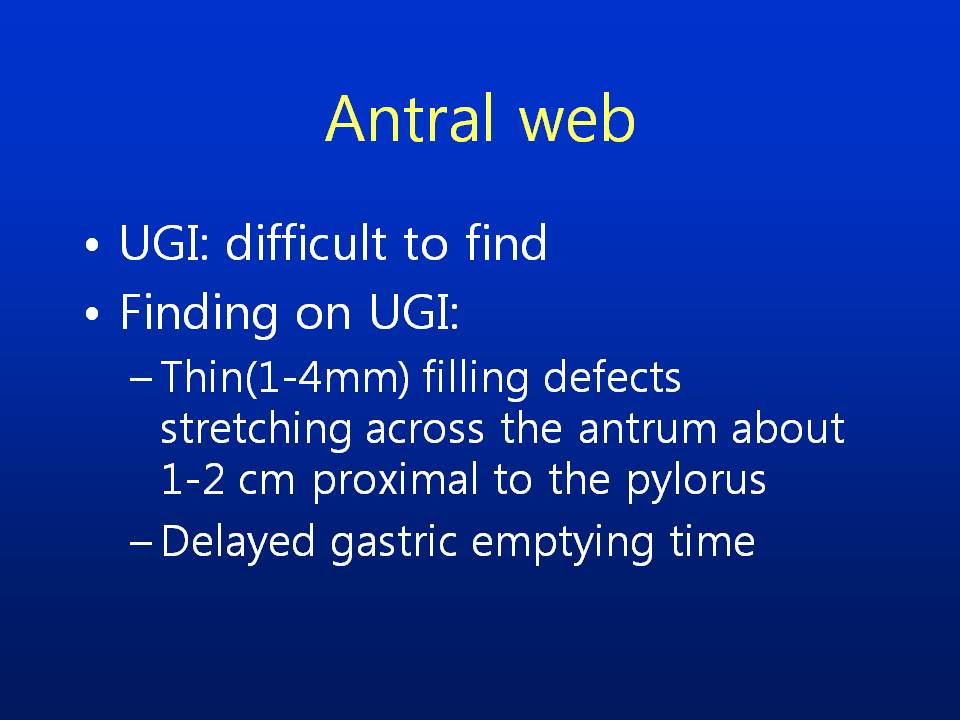 Antral web
• UGI: difficult to find
• Finding on UGI:
– Thin(1-4mm) filling defects
stretching across the antrum about
1-2 cm proximal to the pylorus
– Delayed gastric emptying time